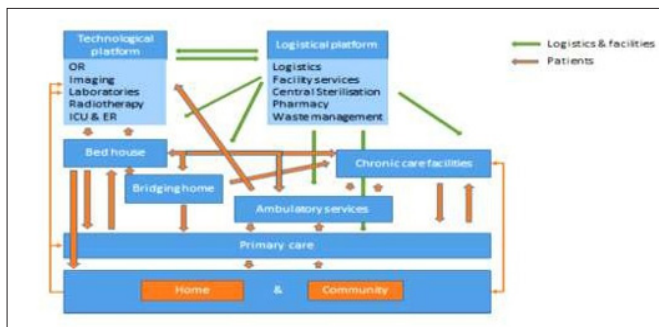 Technological
platform
OR
Imaging
Laboratories
Radiotherapy
ICU & ER
Logistical platform
Logistics
Facility services
Central Sterilisation
Pharmacy
Waste management
Logistics & facilities
Patients
Bed house
Chronic care facilities
Bridging home
Ambulatory services
Primary care
Home & Community